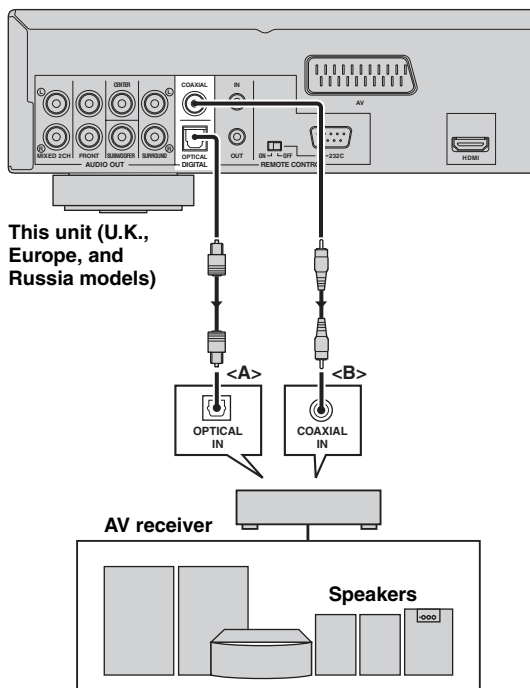 COAXIAL
IN
AV
L
CENTER
L
R
R
MIXED 2CH
FRONT
SUBWOOFER
SURROUND
AUDIO OUT
OPTICAL
DIGITAL
OUT
ON
OFF
-232C
REMOTE CONTRO
HDMI
This unit (U.K.,
Europe, and
Russia models)
<A>
<B>
OPTICAL
IN
COAXIAL
IN
AV receiver
Speakers